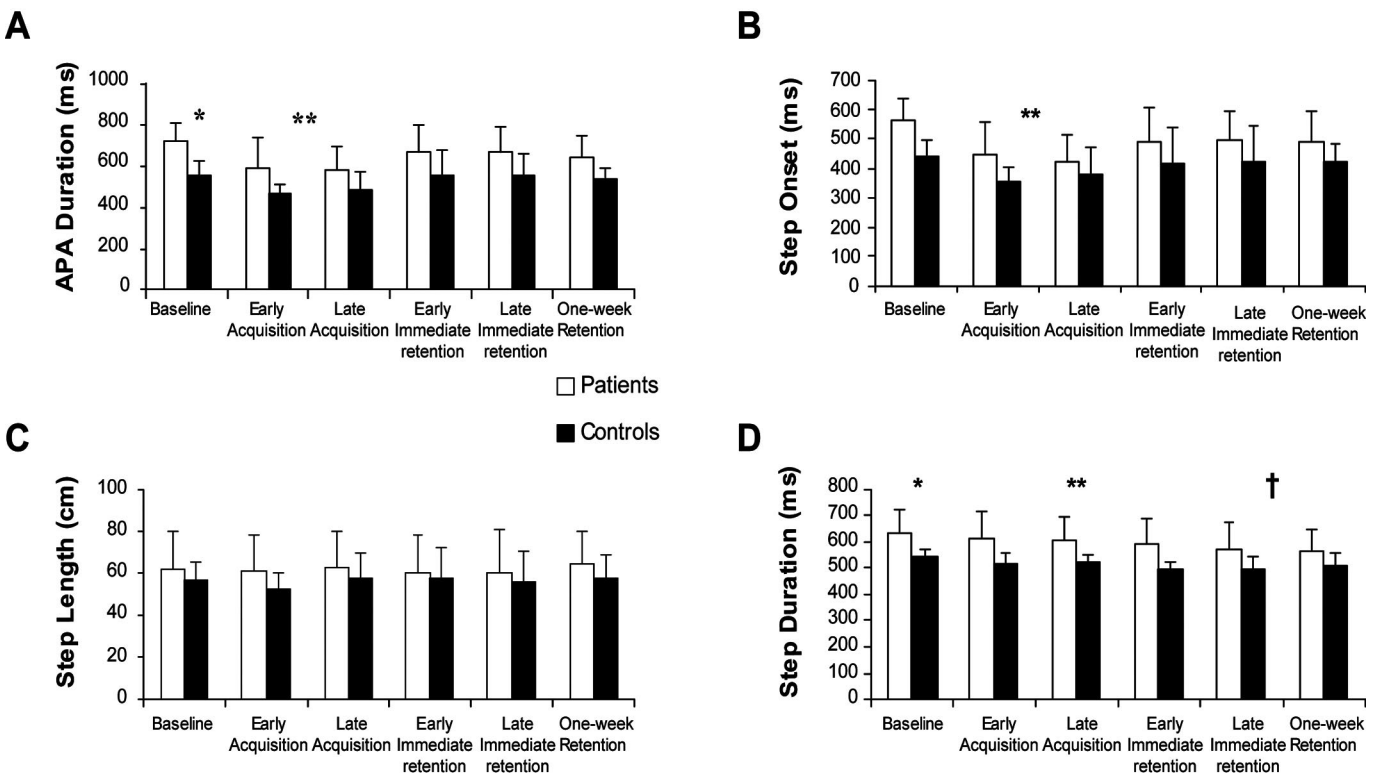 A
APA Duration (ms)
1000
800
600
400
200
0
*
**
Baseline
Early
Acquisition
Late
Acquisition
Early
Immediate
retention
Late
Immediate
retention
One-week
Retention
B
Step Onset (ms)
700
600
500
400
300
200
100
0
**
Baseline
Early
Acquisition
Late
Acquisition
Early
Immediate
retention
Late
Immediate
retention
One-week
Retention
Patients
Controls
C
Step Length (cm)
100
80
60
40
20
0
Baseline
Early
Acquisition
Late
Acquisition
Early
Immediate
retention
Late
Immediate
retention
One-week
Retention
D
Step Duration (ms)
800
700
600
500
400
300
200
100
0
*
**
†
Baseline
Early
Acquisition
Late
Acquisition
Early
Immediate
retention
Late
Immediate
retention
One-week
Retention